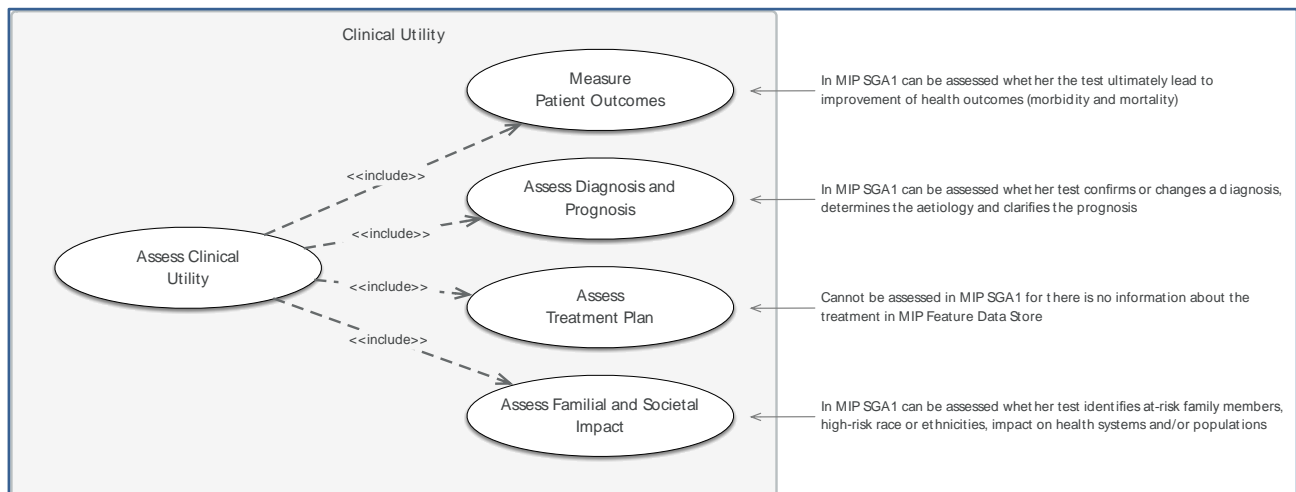 Clinical Utility
Measure
Patient Outcomes
In MIP SGA1 can be assessed whether the test ultimately lead to
improvement of health outcomes (morbidity and mortality)
<<include>>
Assess Diagnosis and
Prognosis
In MIP SGA1 can be assessed whether test confirms or changes a diagnosis,
determines the aetiology and clarifies the prognosis
<<include>>
Assess Clinical
Utility
<<include>>
Assess
Treatment Plan
Cannot be assessed in MIP SGA1 for there is no information about the
treatment in MIP Feature Data Store
<<include>>
Assess Familial and Societal
Impact
In MIP SGA1 can be assessed whether test identifies at-risk family members,
high-risk race or ethnicities, impact on health systems and/or populations